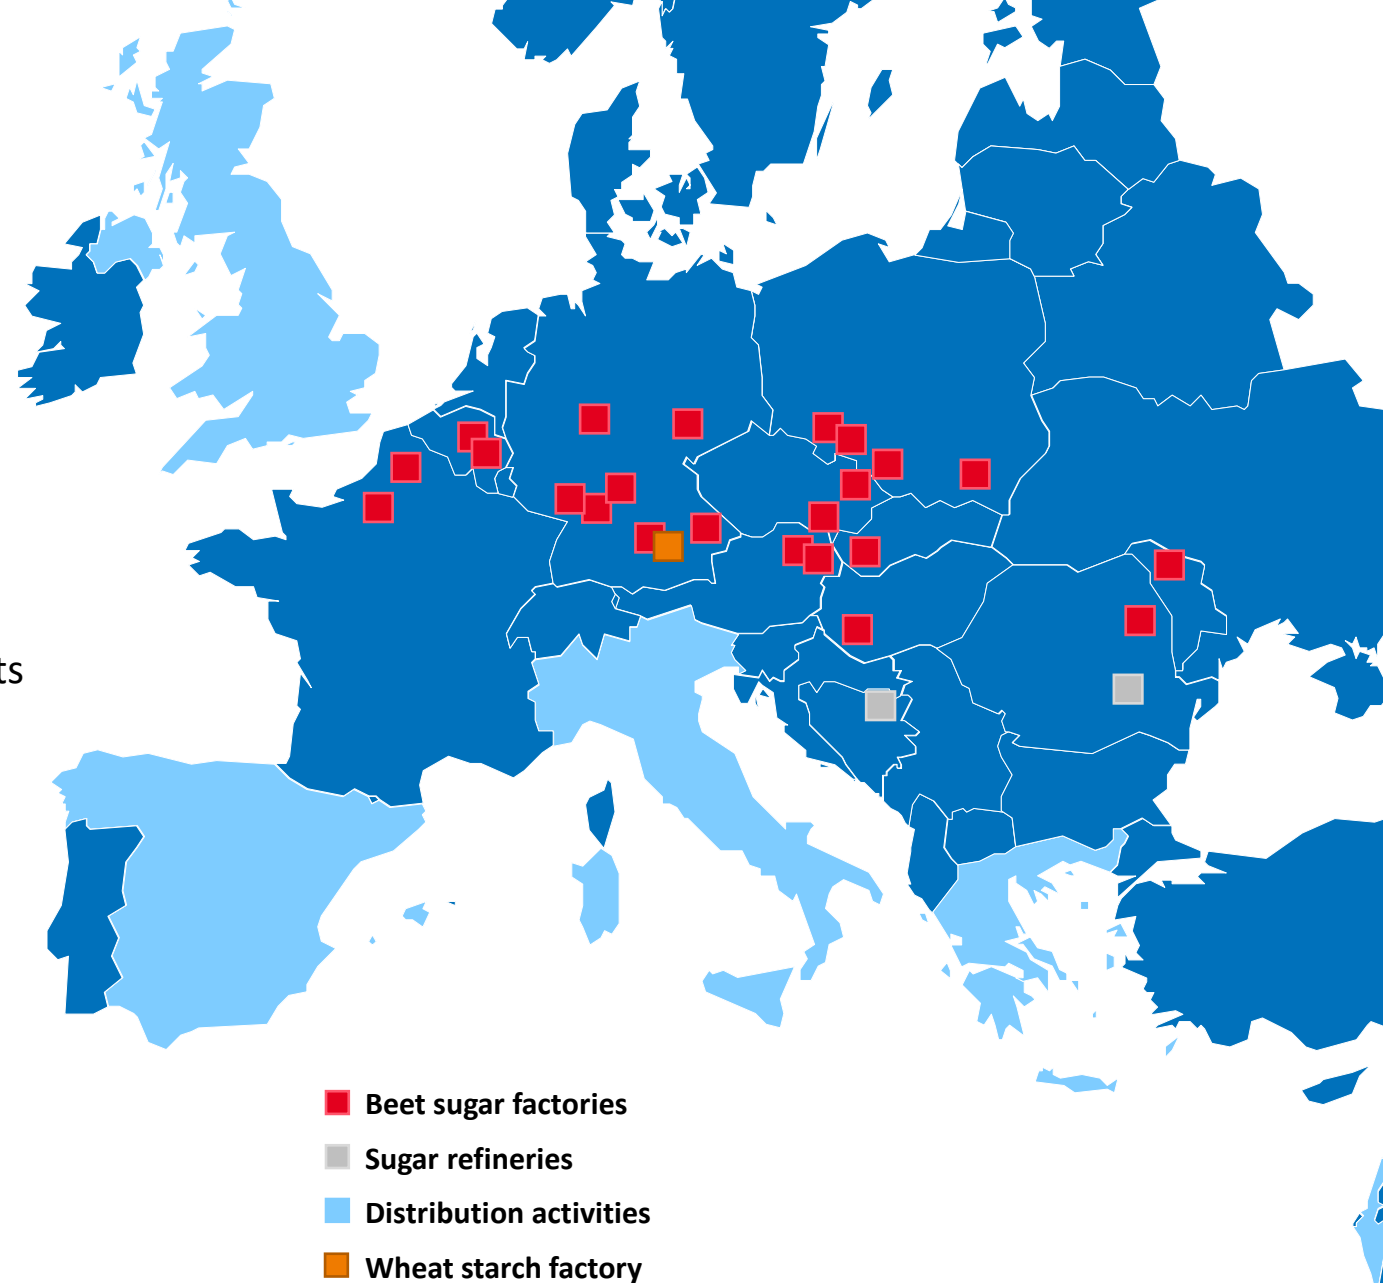 ts
Beet sugar factories
Sugar refineries
Distribution activities
Wheat starch factory